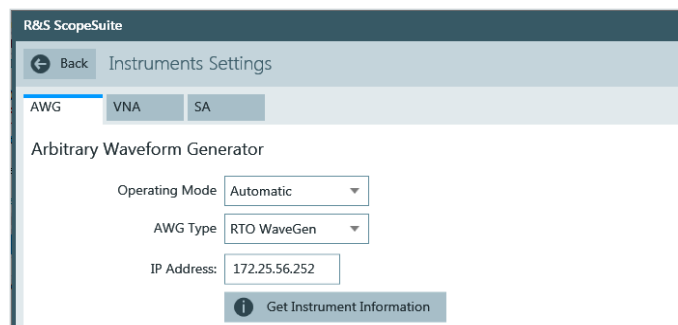 R&S ScopeSuite
Back Instruments Settings
AWG VNA SA
Arbitrary Waveform Generator
Operating Mode Automatic
AWG Type RTO WaveGen
IP Address: 172.25.56.252
Get Instrument Information